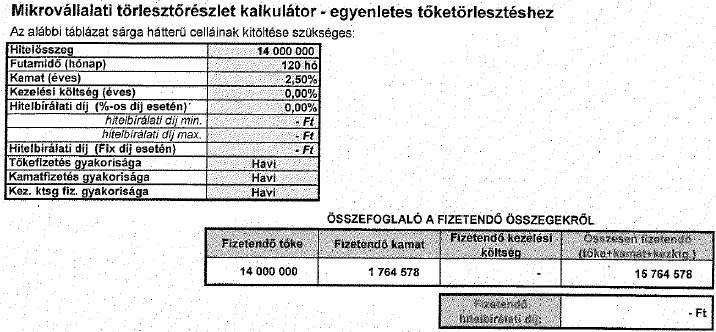 Mikrovállalati törlesztőrészlet kalkulátor - egyenletes tőketörlesztéshez
Az alábbi táblázat sárga hátterű celláinak kitöltése szükséges:
Hitelösszeg 14 000 000
Futamidő (hónap) 120 hó
Kamat (éves) 2,50%
Kezelési költség (éves) 0,00%
Hitelbírálati díj (%-os díj esetén) 0,00%
hitelbírálati díj min. - Ft
hitelbírálati díj max. - Ft
Hitelbírálati díj (Fix díj esetén) - Ft
Tőkefizetés gyakorisága Havi
Kamatfizetés gyakorisága Havi
Kez. ktsg fiz. gyakorisága Havi
ÖSSZEFOGLALÓ A FIZETENDŐ ÖSSZEGEKRŐL
Fizetendő tőke Fizetendő kamat Fizetendő kezelési költség Összesen fizetendő (tőke+kamat+kezktg.)
14 000 000 1 764 578 - 15 764 578
Fizetendő hitelbírálati díj: - Ft